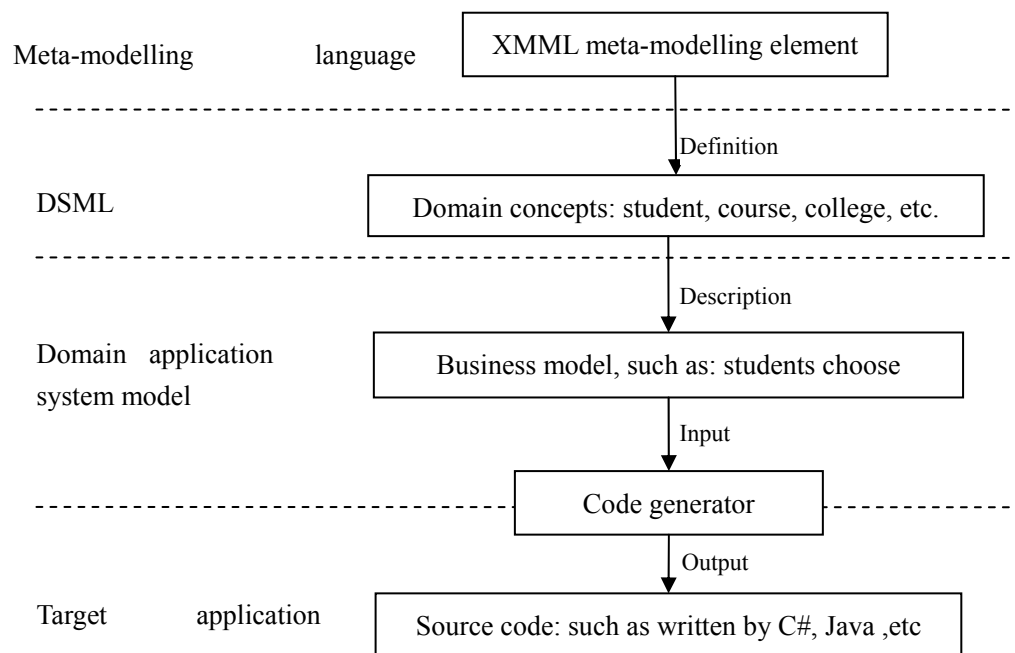 Meta-modelling language
XMML meta-modelling element
Definition
DSML
Domain concepts: student, course, college, etc.
Description
Domain application
system model
Business model, such as: students choose
Input
Code generator
Output
Target application
Source code: such as written by C#, Java ,etc